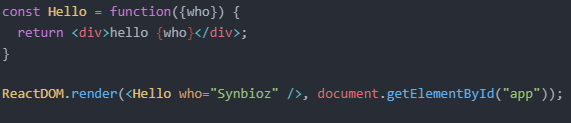 const Hello = function({who}) {
  return <div>hello {who}</div>;
}

ReactDOM.render(<Hello who="Synbioz" />, document.getElementById("app"));